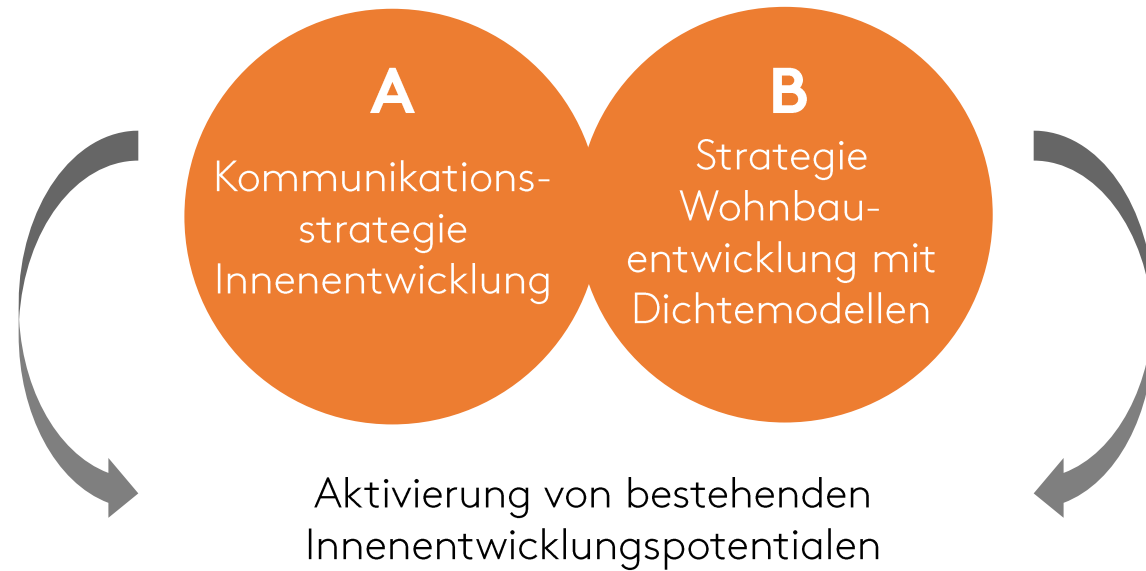 A
Kommunikations-
strategie
Innenentwicklung
B
Strategie
Wohnbau-
entwicklung mit
Dichtemodellen
Aktivierung von bestehenden
Innenentwicklungspotentialen